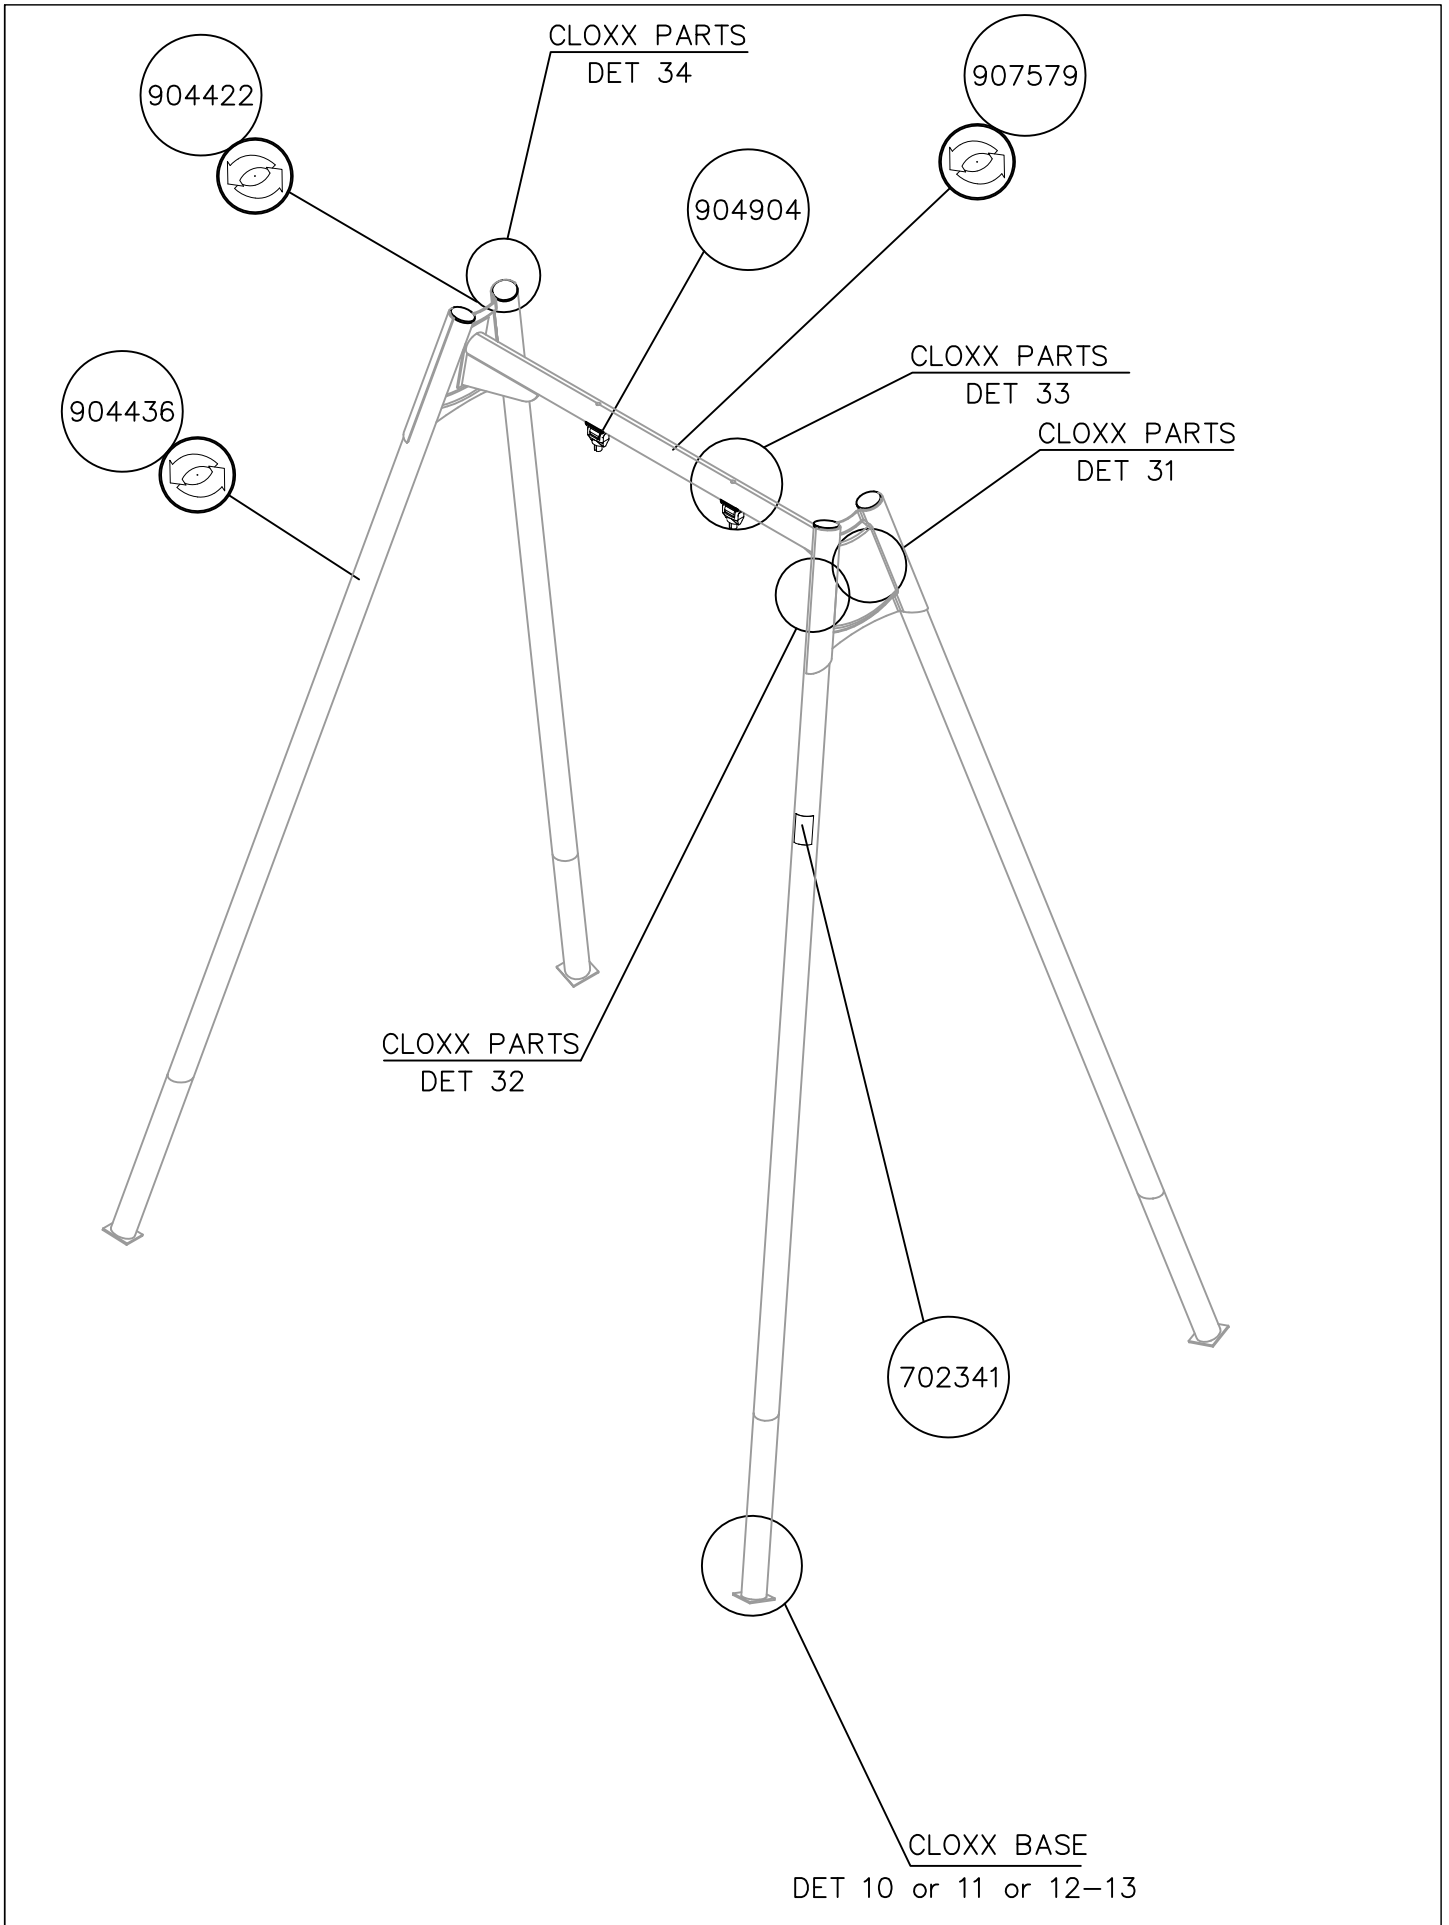 CLOXX PARTS
DET 34
904422
907579
904904
CLOXX PARTS
DET 33
904436
CLOXX PARTS
DET 31
CLOXX PARTS
DET 32
702341
CLOXX BASE
DET 10 or 11 or 12-13